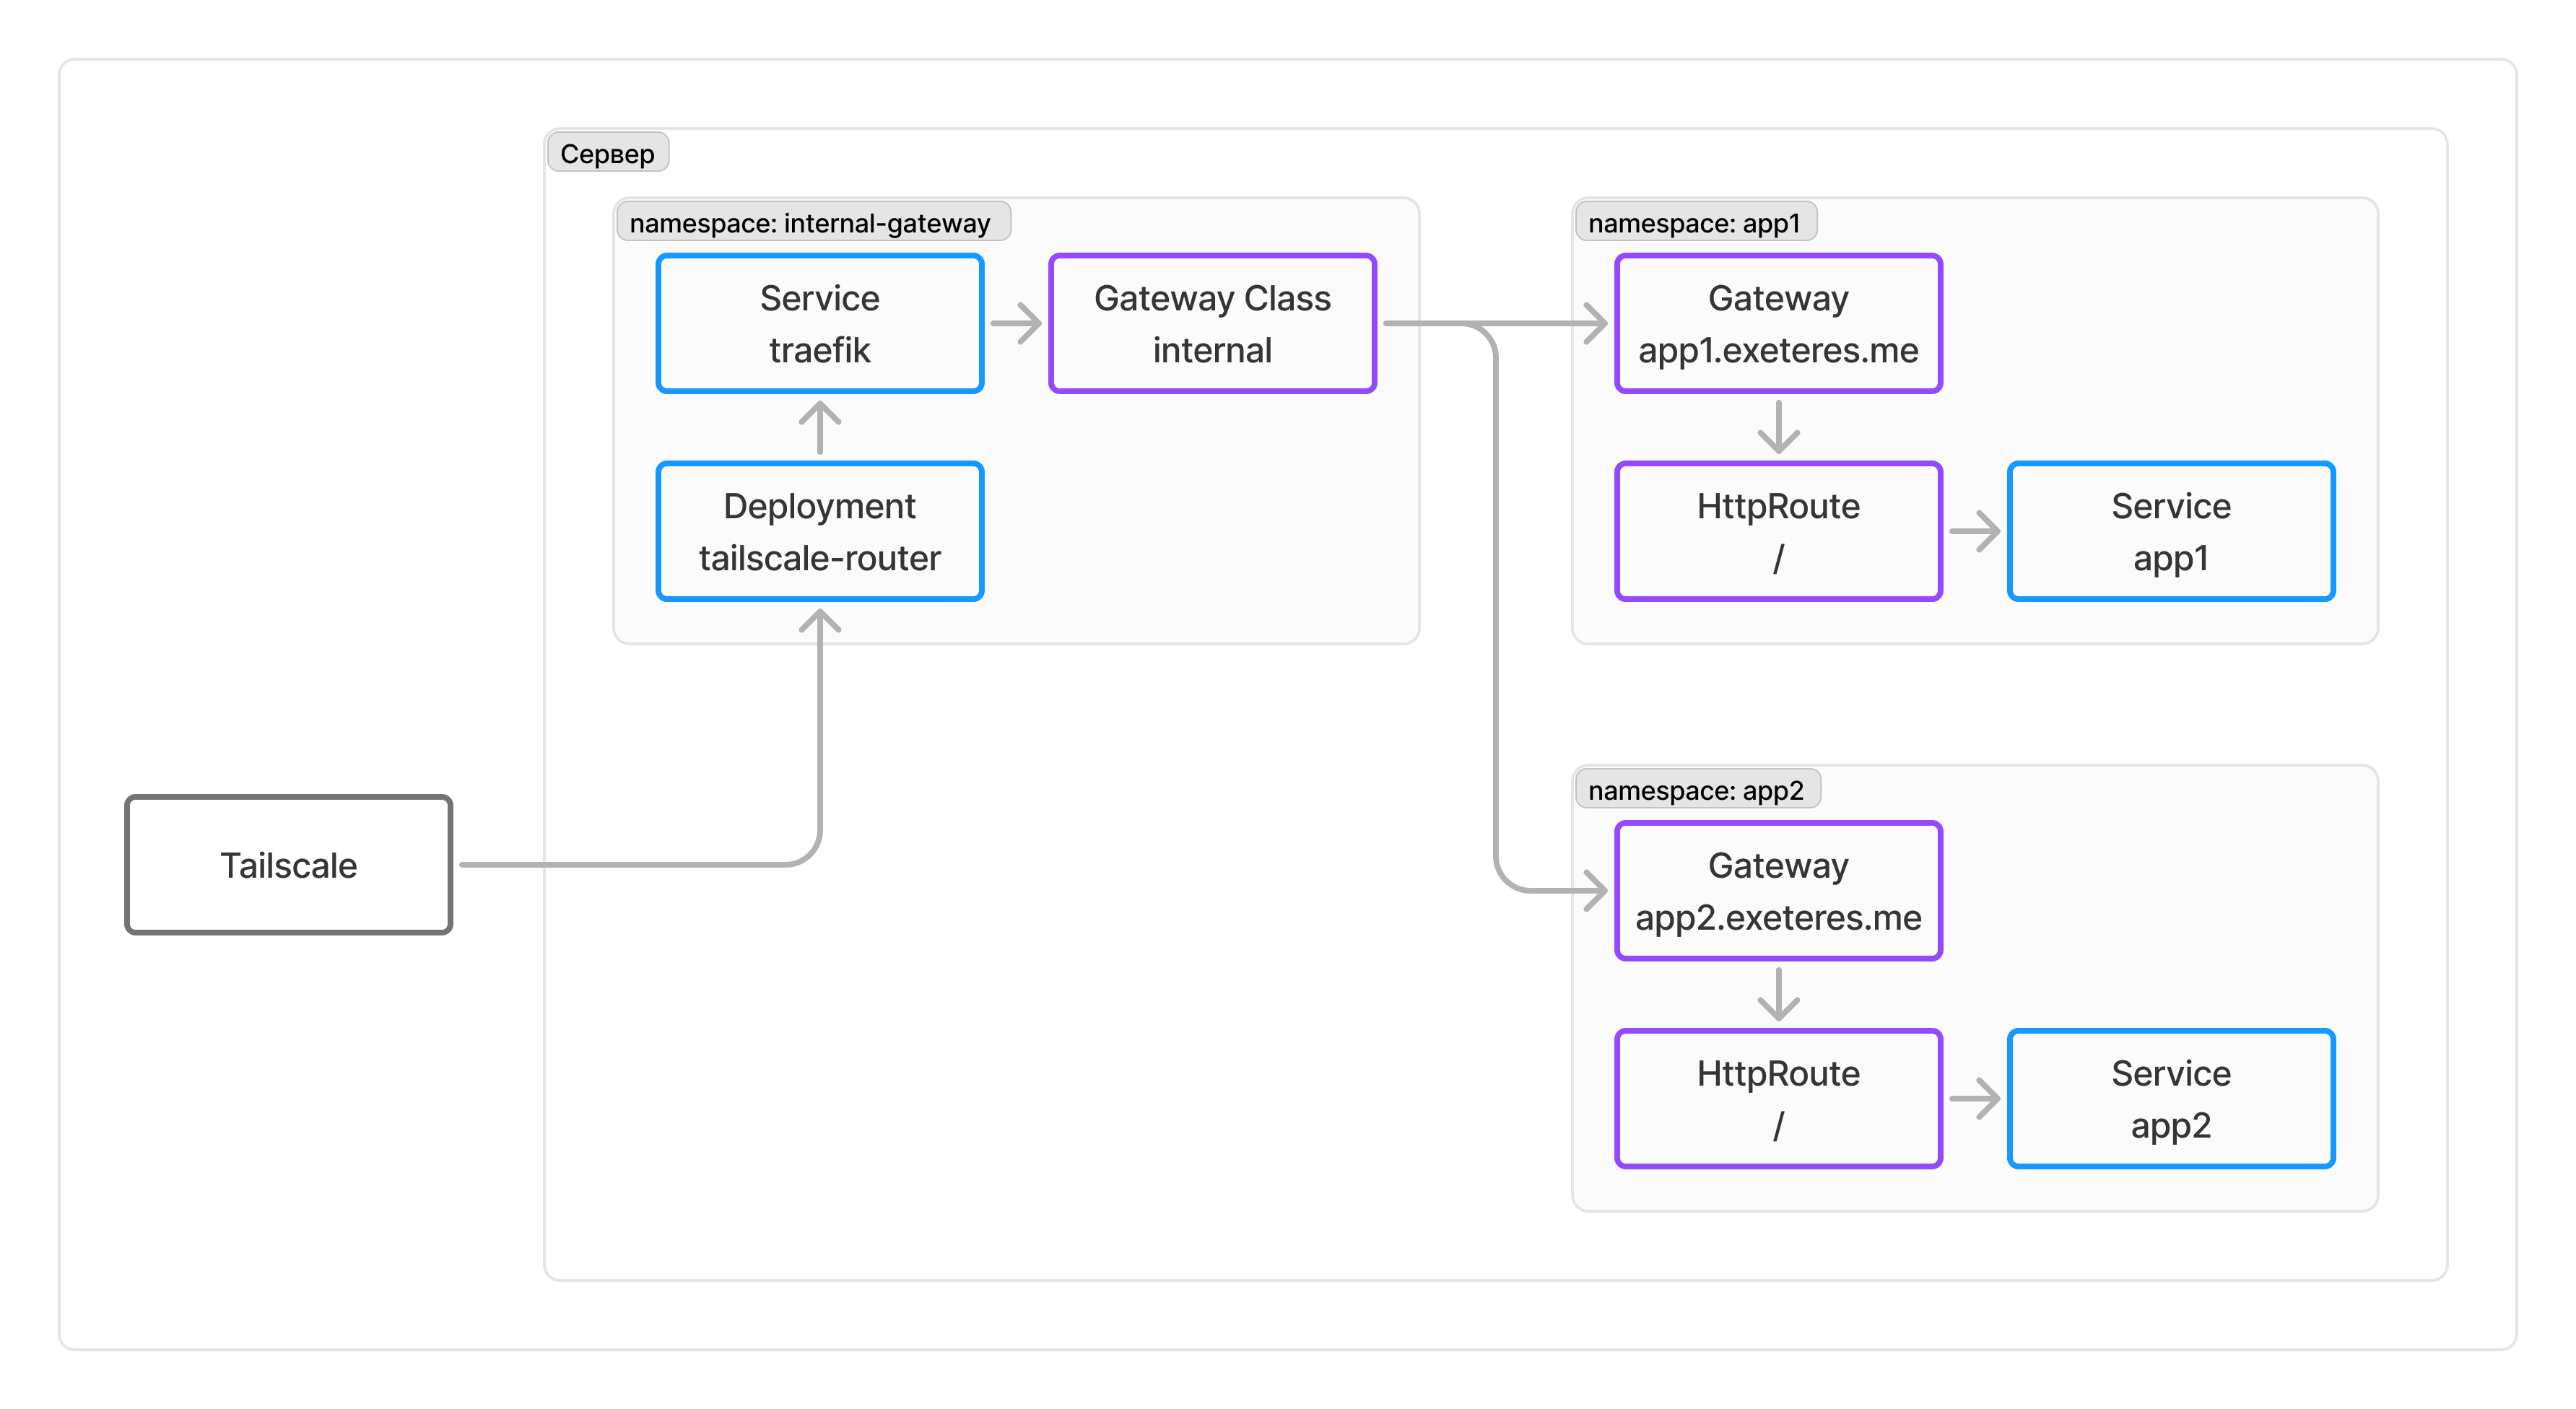 Сервер
namespace: internal-gateway
Service
traefik
Gateway Class
internal
Deployment
tailscale-router
Tailscale
namespace: app1
Gateway
app1.exeteres.me
HttpRoute
/
Service
app1
namespace: app2
Gateway
app2.exeteres.me
HttpRoute
/
Service
app2